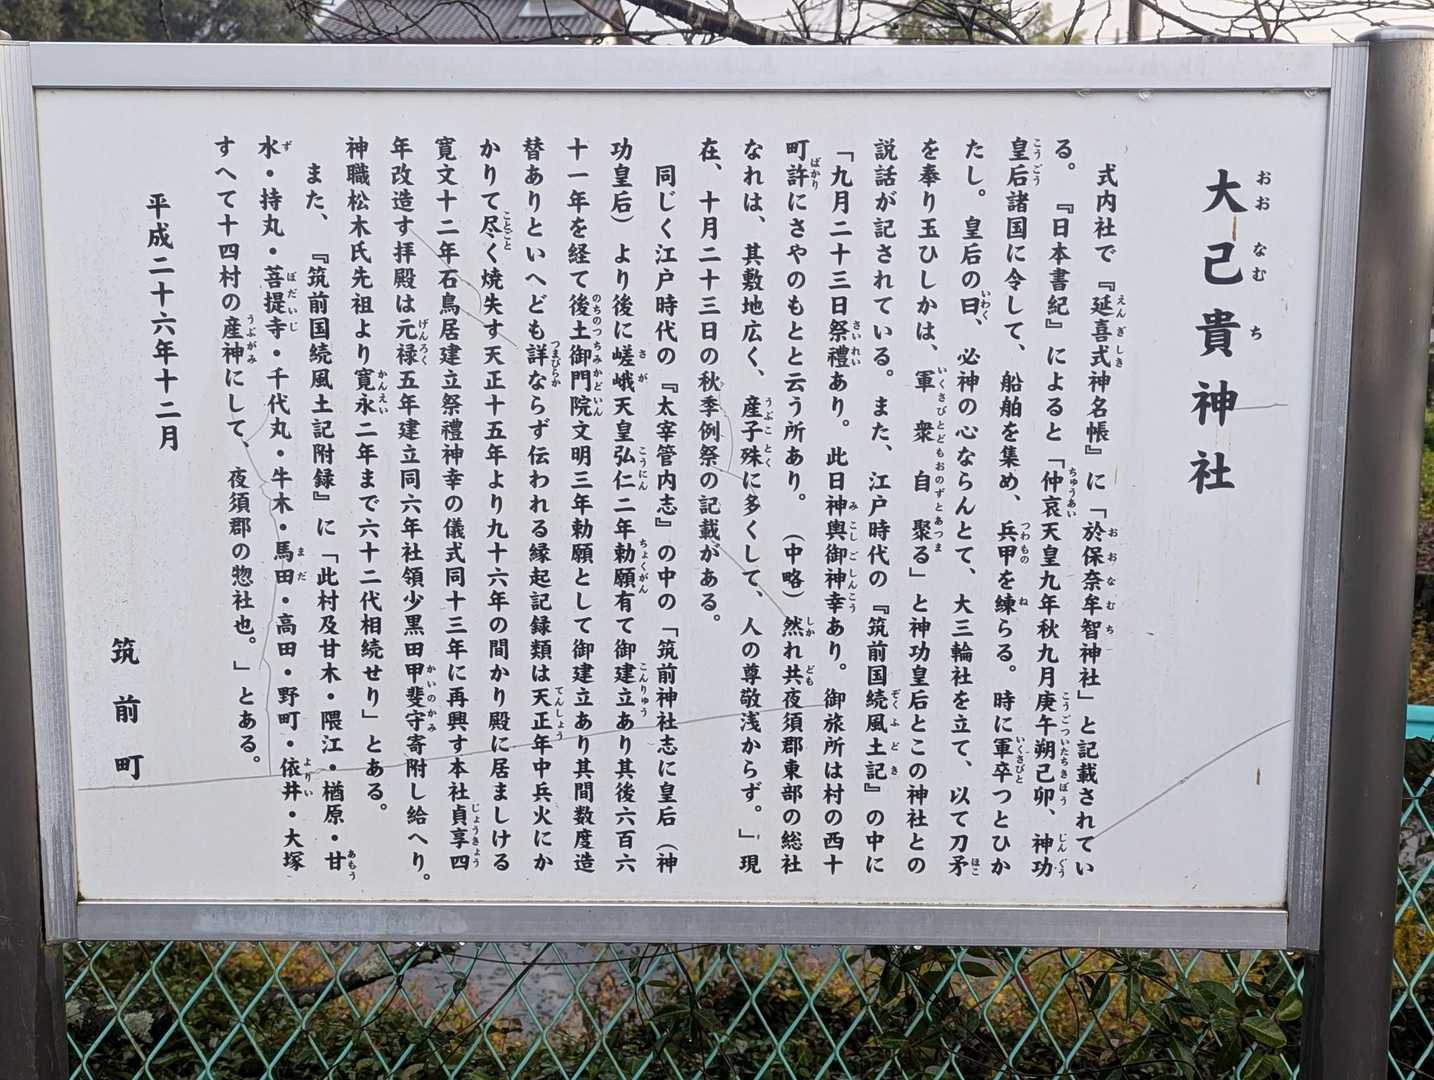 大己貴神社
式内社で『延喜式神名帳』に「於保奈牟智神社」と記載されてい
る。『日本書紀』によると「仲哀天皇九年秋九月庚午朔己卯、神功
皇后諸国に令して、船舶を集め、兵甲を練らる。時に軍卒つとひか
たし。皇后の曰、必神の心ならんとて、大三輪社を立て、以て刀矛
を奉り玉ひしかは、軍衆自聚る」と神功皇后とこの神社との
説話が記されている。また、江戸時代の『筑前国続風土記』の中に
「九月二十三日祭禮あり。此日神輿御神幸あり。御旅所は村の西十
町許にさやのもとと云う所あり。（中略）然れ共夜須郡東部の総社
なれは、其敷地広く、産子殊に多くして、人の尊敬浅からず。」現
在、十月二十三日の秋季例祭の記載がある。
同じく江戸時代の『太宰管内志』の中の「筑前神社志に皇后（神
功皇后）より後に嵯峨天皇弘仁二年勅願有て御建立あり其後六百六
十一年を経て後土御門院文明三年勅願として御建立あり其間数度造
替ありといへども詳ならず伝われる縁起記録類は天正年中兵火にか
かりて尽く焼失す天正十五年より九十六年の間かり殿に居ましける
寛文十二年石鳥居建立祭禮神幸の儀式同十三年に再興す本社貞享四
年改造す拝殿は元禄五年建立同六年社領少黒田甲斐守寄附し給へり。
神職松木氏先祖より寛永二年まで六十二代相続せり」とある。
また、『筑前国続風土記附録』に「此村及甘木・隈江・楢原・甘
水・持丸・菩提寺・千代丸・牛木・馬田・高田・野町・依井・大塚
すへて十四村の産神にして、夜須郡の惣社也。」とある。
平成二十六年十二月
筑前町